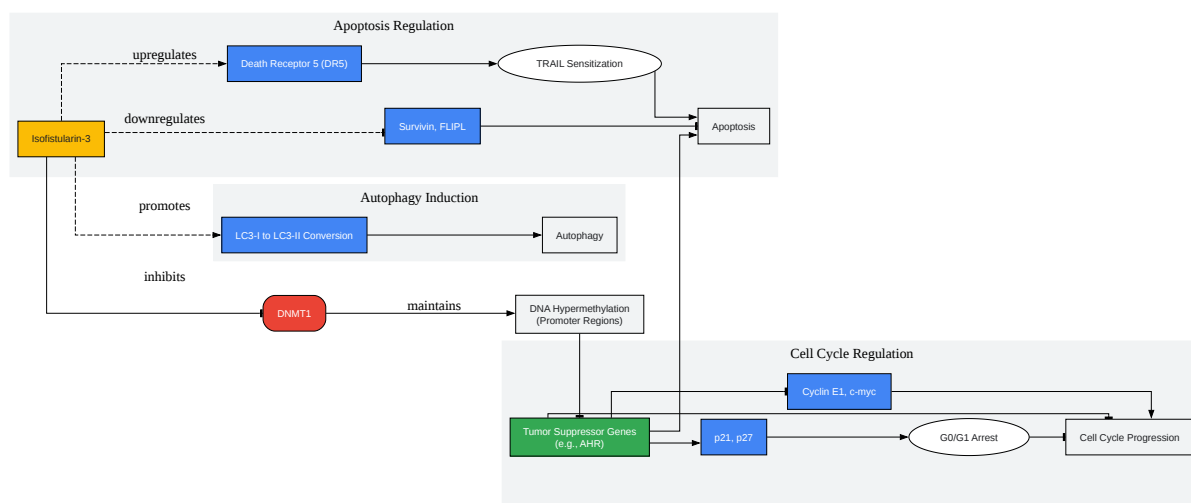 Apoptosis Regulation
upregulates
Death Receptor 5 (DR5)
TRAIL Sensitization
downregulates
Survivin, FLIPL
Apoptosis
Isofistularin-3
Autophagy Induction
promotes
LC3-I to LC3-II Conversion
Autophagy
inhibits
DNMT1
maintains
DNA Hypermethylation
(Promoter Regions)
Cell Cycle Regulation
Cyclin E1, c-myc
Tumor Suppressor Genes
(e.g., AHR)
p21, p27
G0/G1 Arrest
Cell Cycle Progression